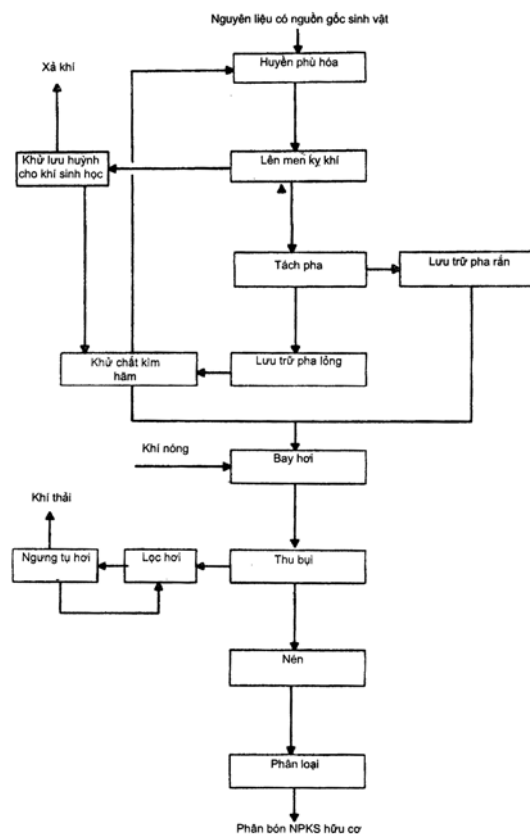 Nguyên liệu có nguồn gốc sinh vật
Huyền phù hóa
Xả khí
Khử lưu huỳnh
cho khí sinh học
Lên men kỵ khí
Tách pha
Lưu trữ pha rắn
Khử chất kìm
hãm
Lưu trữ pha lỏng
Khí nóng
Bay hơi
Khí thải
Ngưng tụ hơi
Lọc hơi
Thu bụi
Nén
Phân loại
Phân bón NPKS hữu cơ